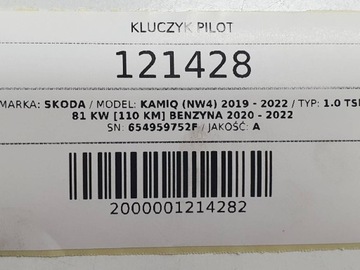 KLUCZYK PILOT
121428
MARKA: SKODA / MODEL: KAMIQ (NW4) 2019 - 2022 / TYP: 1.0 TSI
81 KW [110 KM] BENZYNA 2020 - 2022
SN: 654959752F / JAKOŚĆ: A
2000001214282